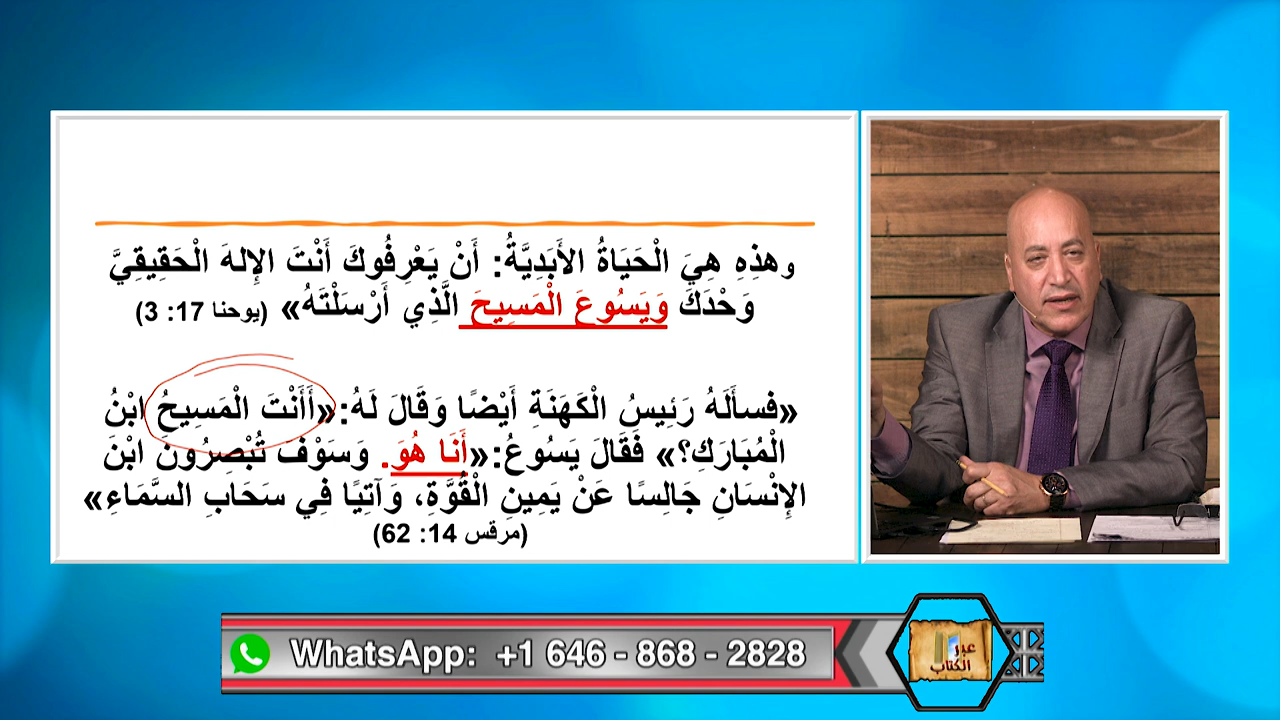 وهذِهِ هِيَ الْحَيَاةُ الأَبَدِيَّةُ: أَنْ يَعْرِفُوكَ أَنْتَ الإِلهَ الْحَقِيقِيَّ
وَحْدَكَ وَيَسُوعَ الْمَسِيحَ الَّذِي أَرْسَلْتَهُ» (يوحنا 17: 3)
«فسأَلَهُ رَئِيسُ الْكَهَنَةِ أَيْضًا وَقَالَ لَهُ:«أَأَنْتَ الْمَسِيحُ ابْنُ
الْمُبَارَكِ؟» فَقَالَ يَسُوعُ:«أَنَا هُوَ. وَسَوْفَ تُبْصِرُونَ ابْنَ
الإِنْسَانِ جَالِسًا عَنْ يَمِينِ الْقُوَّةِ، وَآتِيًا فِي سَحَابِ السَّمَاءِ»
(مرقس 14: 62)
WhatsApp: +1 646 - 868 - 2828
عبر
الكتاب